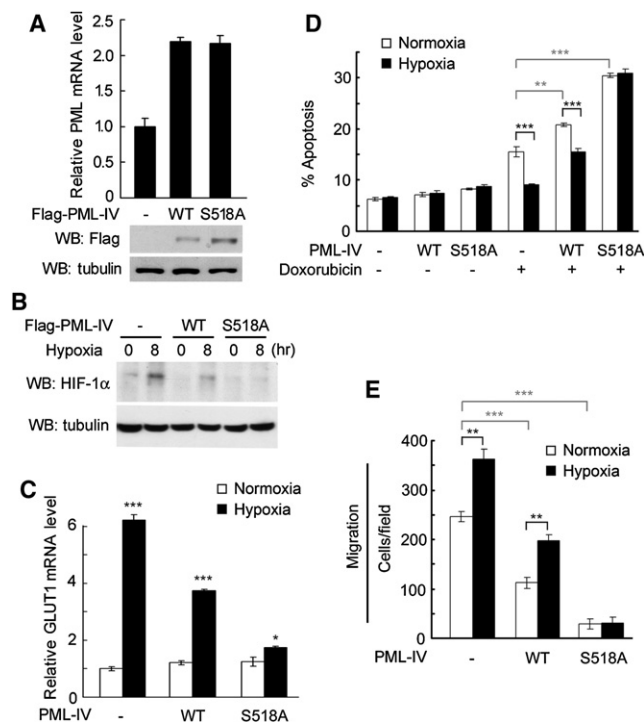 A
Relative PML mRNA level
2.5
2.0
1.5
1.0
0.5
0
Flag-PML-IV - WT S518A
WB: Flag
WB: tubulin
B
Flag-PML-IV - WT S518A
Hypoxia 0 8 0 8 0 8 (hr)
WB: HIF-1α
WB: tubulin
C
Relative GLUT1 mRNA level
Normoxia
Hypoxia
6
4
2
0
***
***
*
PML-IV - WT S518A
D
Normoxia
Hypoxia
% Apoptosis
30
20
15
10
5
0
***
**
***
***
PML-IV - WT S518A - WT S518A
Doxorubicin - - - + + +
E
Normoxia
Hypoxia
Migration
Cells/field
400
300
250
200
100
0
***
***
**
**
PML-IV - WT S518A